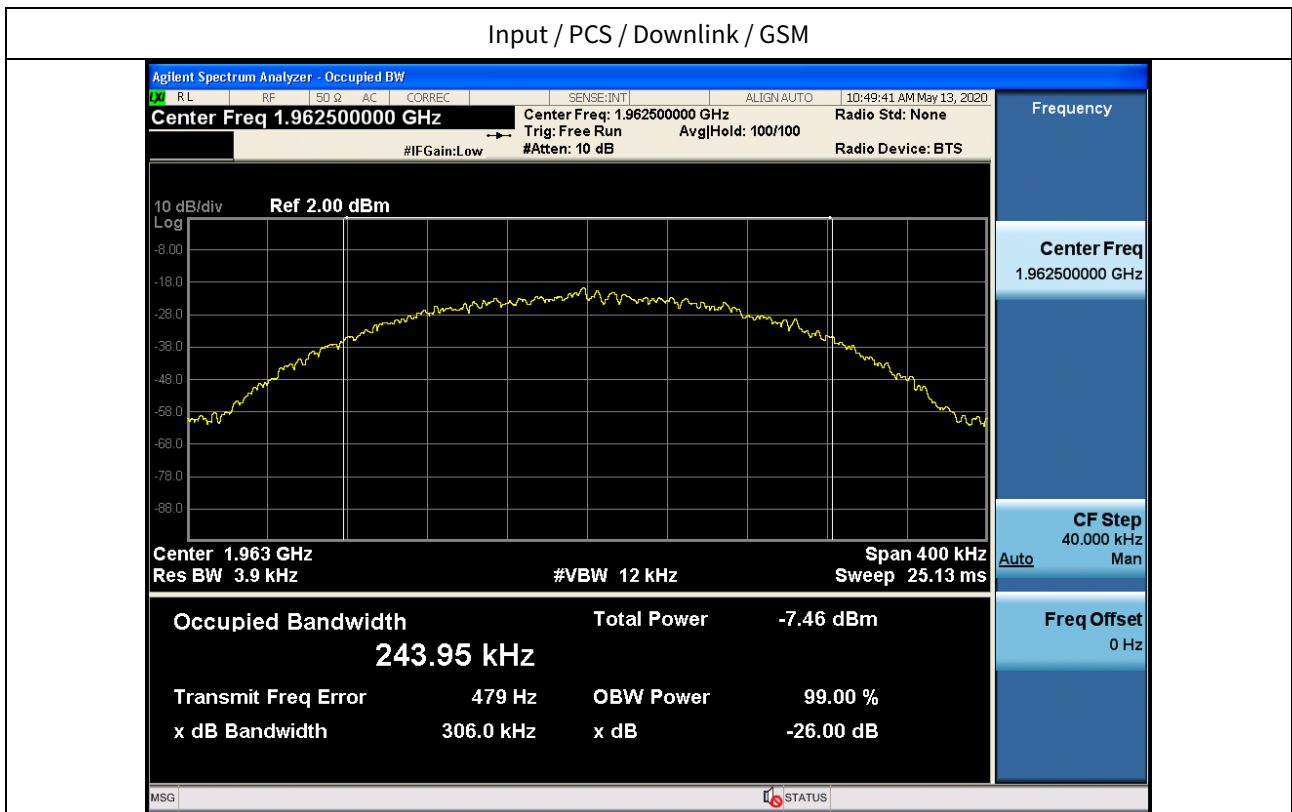 Input / PCS / Downlink / GSM
Agilent Spectrum Analyzer - Occupied BW
LXI RL RF 50 Ω AC CORREC SENSE:INT ALIGNAUTO 10:49:41 AM May 13, 2020
Center Freq 1.962500000 GHz
Center Freq: 1.962500000 GHz
Radio Std: None
Trig: Free Run Avg|Hold: 100/100
#IFGain:Low
#Atten: 10 dB
Radio Device: BTS
Frequency
10 dB/div Ref 2.00 dBm
Log
-8.00
-18.0
-28.0
-38.0
-48.0
-58.0
-68.0
-78.0
-88.0
Center Freq
1.962500000 GHz
Center 1.963 GHz Span 400 kHz
Res BW 3.9 kHz #VBW 12 kHz Sweep 25.13 ms
CF Step
40.000 kHz
Auto Man
Occupied Bandwidth Total Power -7.46 dBm
243.95 kHz
Transmit Freq Error 479 Hz OBW Power 99.00 %
x dB Bandwidth 306.0 kHz x dB -26.00 dB
Freq Offset
0 Hz
MSG STATUS